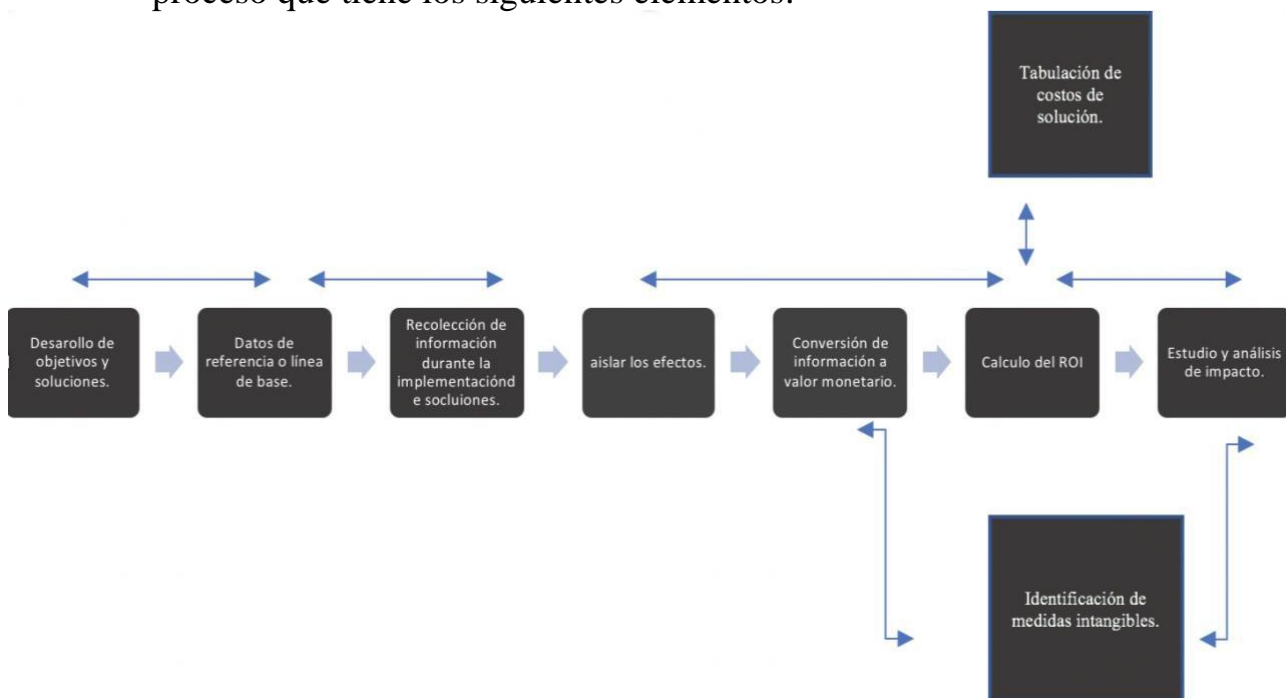 proceso que tiene los siguientes elementos:
Tabulación de
costos de
solución.
Desarollo de
objetivos y
soluciones.
Datos de
referencia o línea
de base.
Recolección de
información
durante la
implementaciónd
e socluiones.
aislar los efectos.
Conversión de
información a
valor monetario.
Calculo del ROI
Estudio y análisis
de impacto.
Identificación de
medidas intangibles.